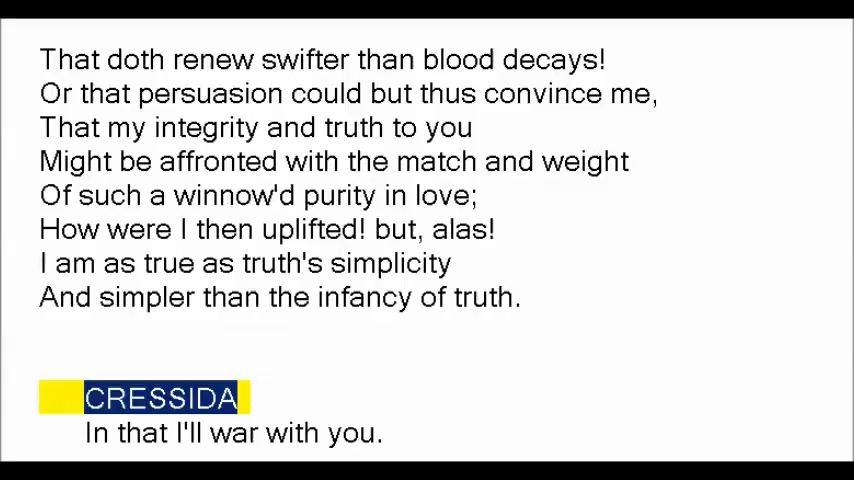 That doth renew swifter than blood decays!
Or that persuasion could but thus convince me,
That my integrity and truth to you
Might be affronted with the match and weight
Of such a winnow'd purity in love;
How were I then uplifted! but, alas!
I am as true as truth's simplicity
And simpler than the infancy of truth.
CRESSIDA
In that I'll war with you.